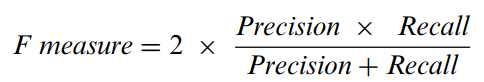 F measure = 2 × Precision × Recall / Precision + Recall